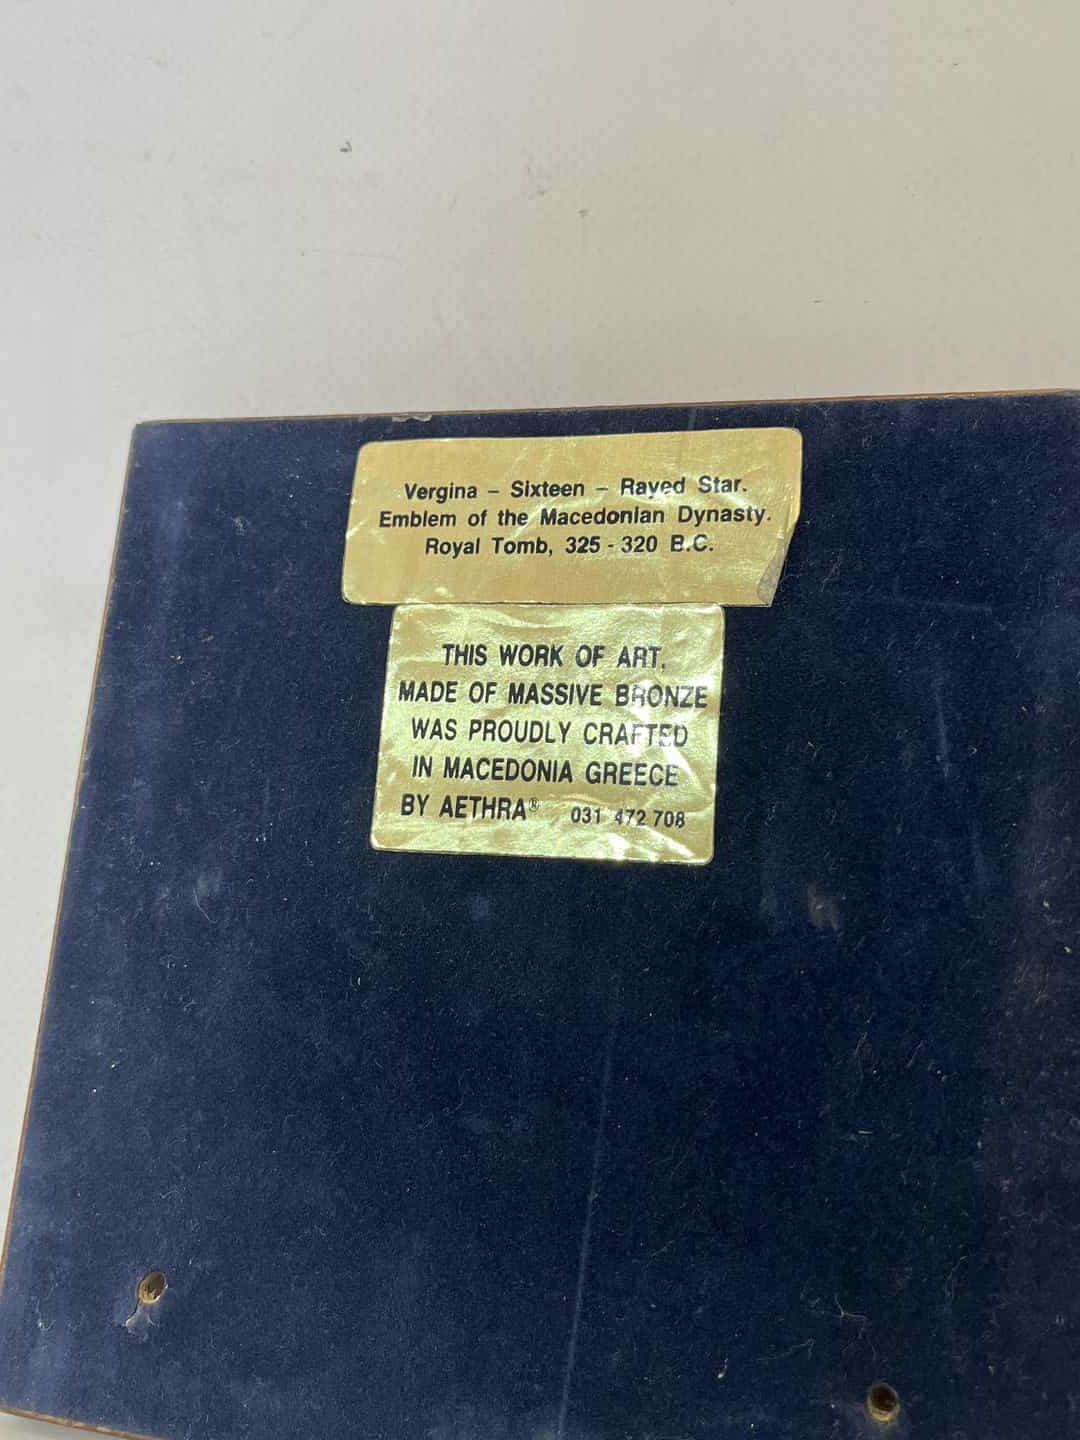 Vergina – Sixteen – Rayed Star.
Emblem of the Macedonian Dynasty.
Royal Tomb, 325 - 320 B.C.
THIS WORK OF ART.
MADE OF MASSIVE BRONZE
WAS PROUDLY CRAFTED
IN MACEDONIA GREECE
BY AETHRA® 031 472 708